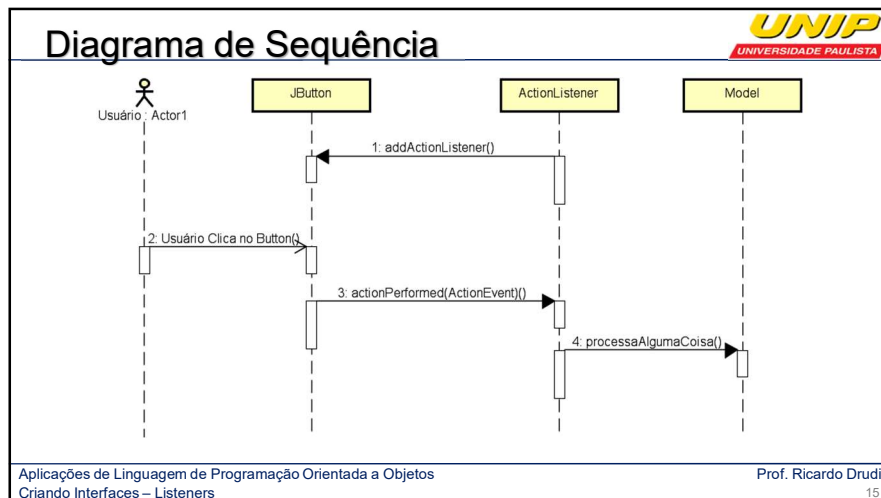 Diagrama de Sequência
UNIP
UNIVERSIDADE PAULISTA
Usuário : Actor1
JButton
ActionListener
Model
1: addActionListener()
2: Usuário Clica no Button()
3: actionPerformed(ActionEvent)()
4: processaAlgumaCoisa()
Aplicações de Linguagem de Programação Orientada a Objetos
Criando Interfaces – Listeners
Prof. Ricardo Drudi
15